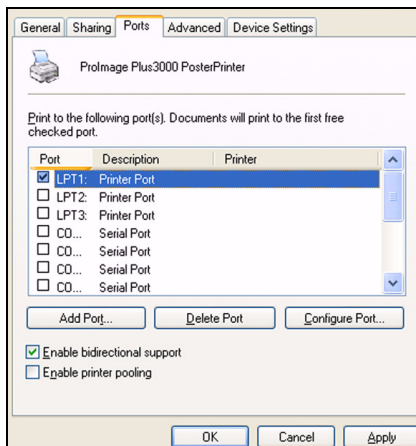 General Sharing Ports Advanced Device Settings
ProImage Plus3000 PosterPrinter
Print to the following port(s). Documents will print to the first free
checked port.
Port Description Printer
LPT1: Printer Port
LPT2: Printer Port
LPT3: Printer Port
CO... Serial Port
CO... Serial Port
CO... Serial Port
CO... Serial Port
Add Port... Delete Port Configure Port...
Enable bidirectional support
Enable printer pooling
OK Cancel Apply